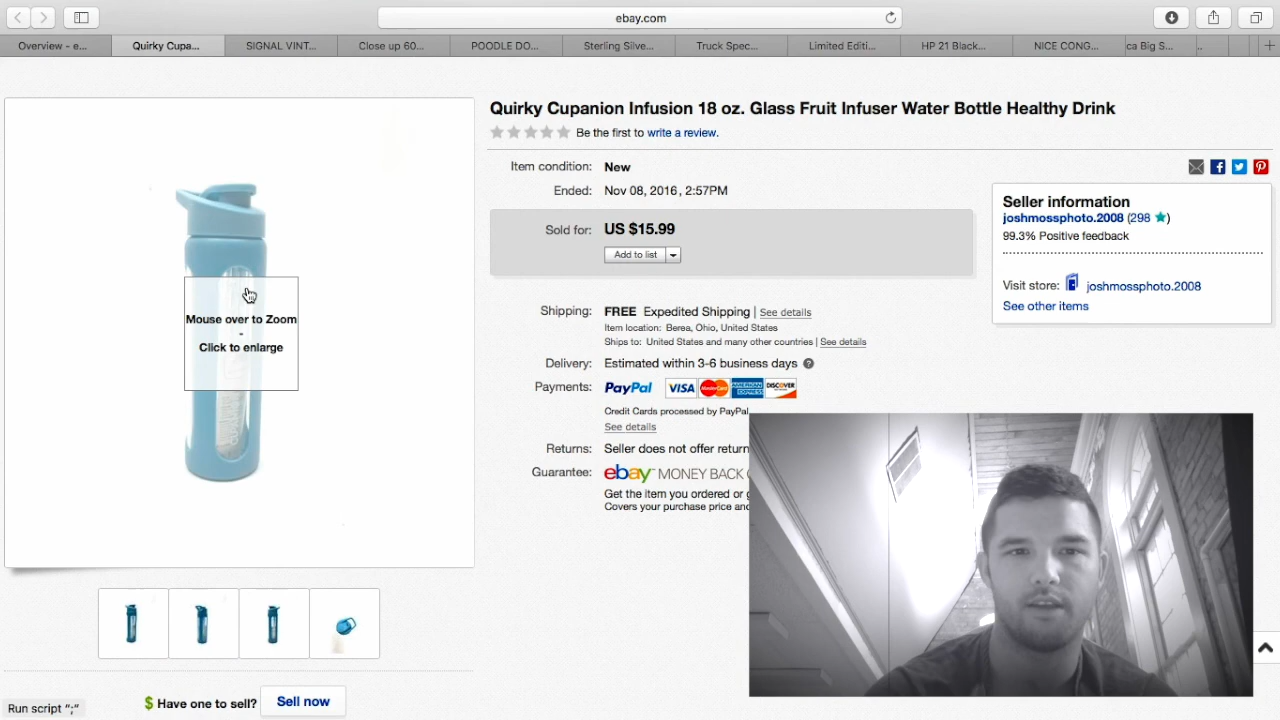 ebay.com
Overview - e...
Quirky Cupa...
SIGNAL VINT...
Close up 60...
POODLE DO...
Sterling Silve...
Truck Spec...
Limited Editi...
HP 21 Black...
NICE CONG...
ca Big S...
Quirky Cupanion Infusion 18 oz. Glass Fruit Infuser Water Bottle Healthy Drink
Be the first to write a review.
Item condition: New
Ended: Nov 08, 2016 , 2:57PM
Sold for: US $15.99
Add to list
Seller information
joshmossphoto.2008 (298 ★)
99.3% Positive feedback
Visit store: joshmossphoto.2008
See other items
Mouse over to Zoom
-
Click to enlarge
Shipping: FREE Expedited Shipping | See details
Item location: Berea, Ohio, United States
Ships to: United States and many other countries | See details
Delivery: Estimated within 3-6 business days
Payments: PayPal VISA MasterCard AMERICAN EXPRESS DISCOVER
Credit Cards processed by PayPal
See details
Returns: Seller does not offer return
Guarantee: ebay MONEY BACK
Get the item you ordered or
Covers your purchase price and
$ Have one to sell? Sell now
Run script ";"